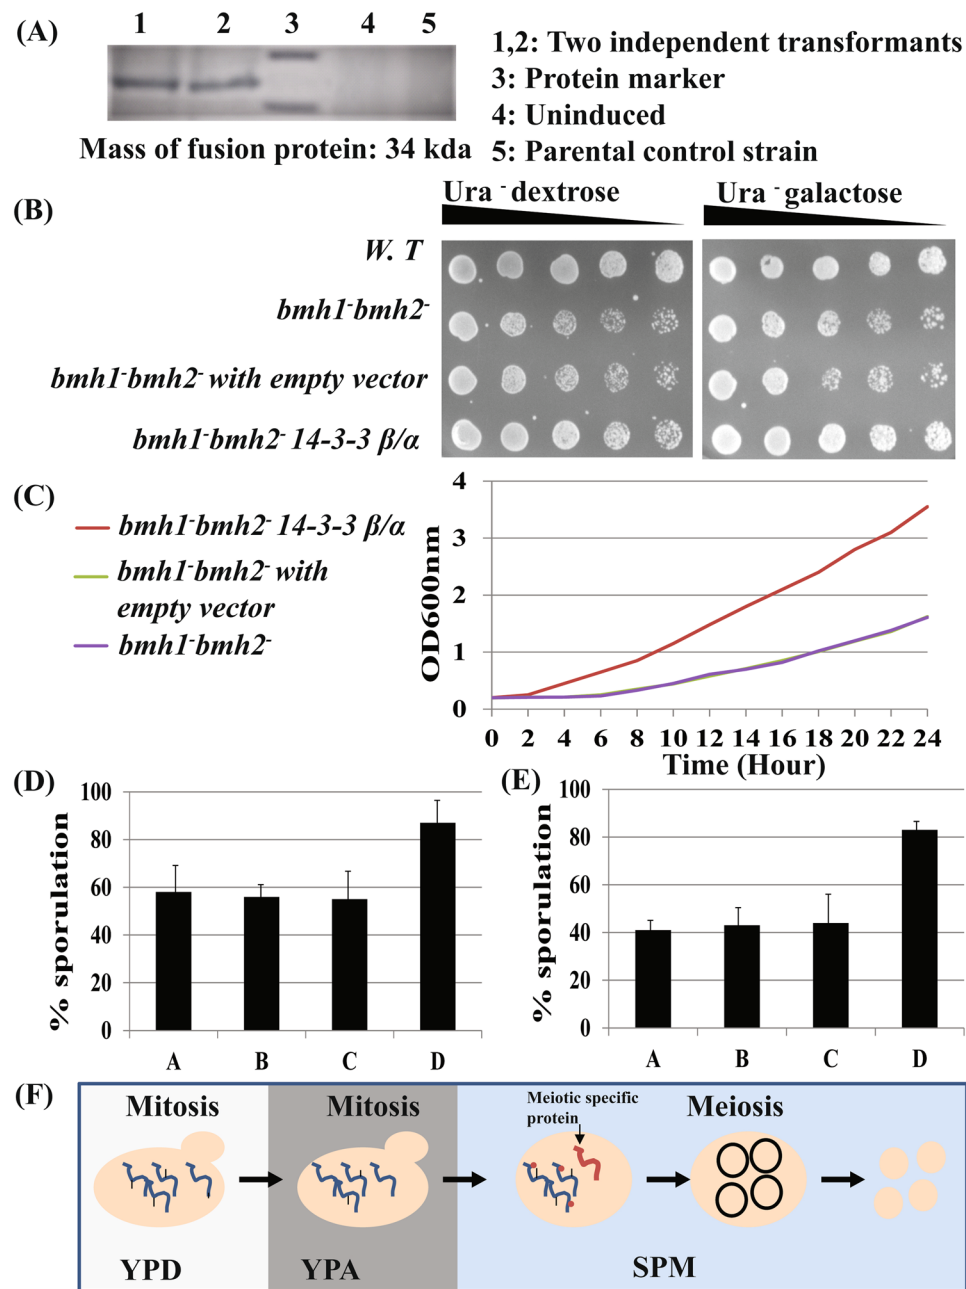 (A)
1 2 3 4 5
1,2: Two independent transformants
3: Protein marker
4: Uninduced
5: Parental control strain
Mass of fusion protein: 34 kda
(B)
Ura - dextrose
Ura - galactose
W. T
bmh1-bmh2-
bmh1-bmh2- with empty vector
bmh1-bmh2- 14-3-3 β/α
(C)
bmh1-bmh2- 14-3-3 β/α
bmh1-bmh2- with
empty vector
bmh1-bmh2-
OD600nm
4
3
2
1
0
0 2 4 6 8 10 12 14 16 18 20 22 24
Time (Hour)
(D)
% sporulation
100
80
60
40
20
0
A B C D
(E)
% sporulation
100
80
60
40
20
0
A B C D
(F)
Mitosis
Mitosis
Meiotic specific
protein
Meiosis
YPD
YPA
SPM